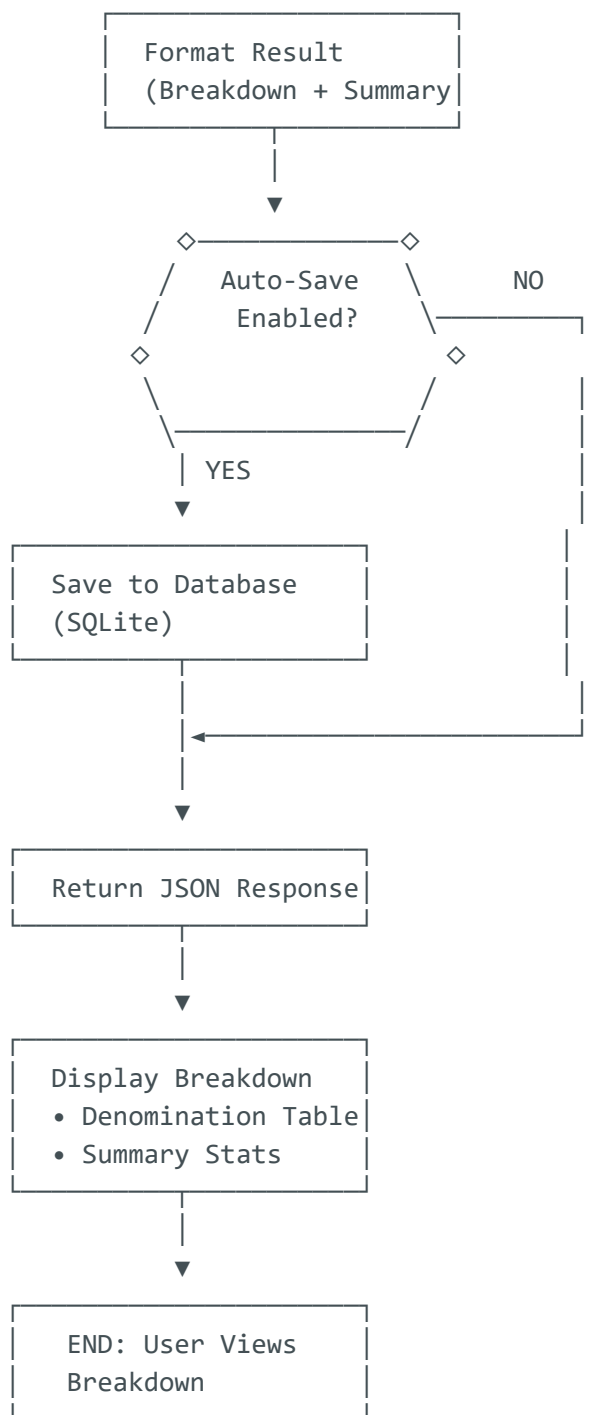 Format Result
(Breakdown + Summary
Auto-Save
NO
Enabled?
YES
Save to Database
(SQLite)
Return JSON Response
Display Breakdown
• Denomination Table
• Summary Stats
END: User Views
Breakdown